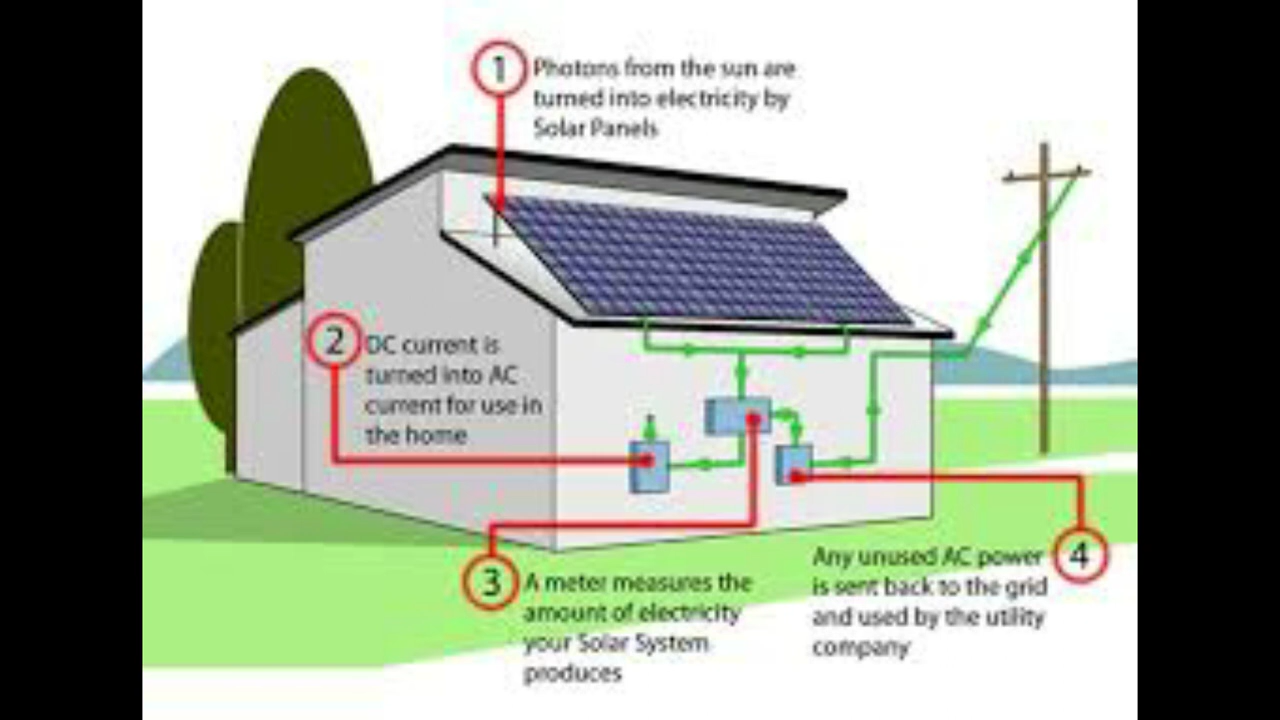 1
Photons from the sun are
turned into electricity by
Solar Panels
2
DC current is
turned into AC
current for use in
the home
3
A meter measures the
amount of electricity
your Solar System
produces
4
Any unused AC power
is sent back to the grid
and used by the utility
company